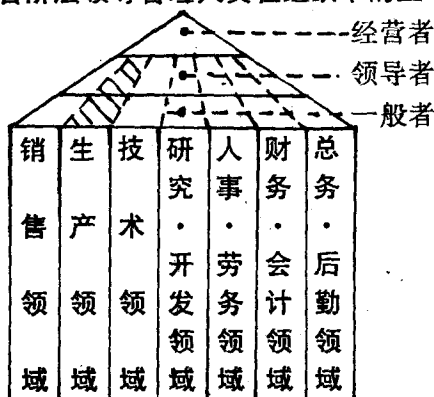 经营者
领导者
一般者
销售领域
生产领域
技术领域
研究·开发领域
人事·劳务领域
财务·会计领域
总务·后勤领域